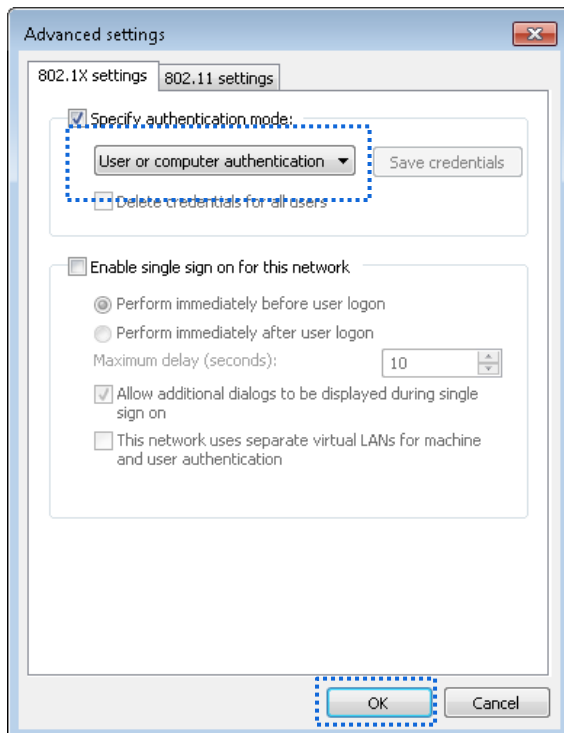 Advanced settings
802.1X settings
802.11 settings
Specify authentication mode:
User or computer authentication
Save credentials
Delete credentials for all users
Enable single sign on for this network
Perform immediately before user logon
Perform immediately after user logon
Maximum delay (seconds):
10
Allow additional dialogs to be displayed during single
sign on
This network uses separate virtual LANs for machine
and user authentication
OK
Cancel